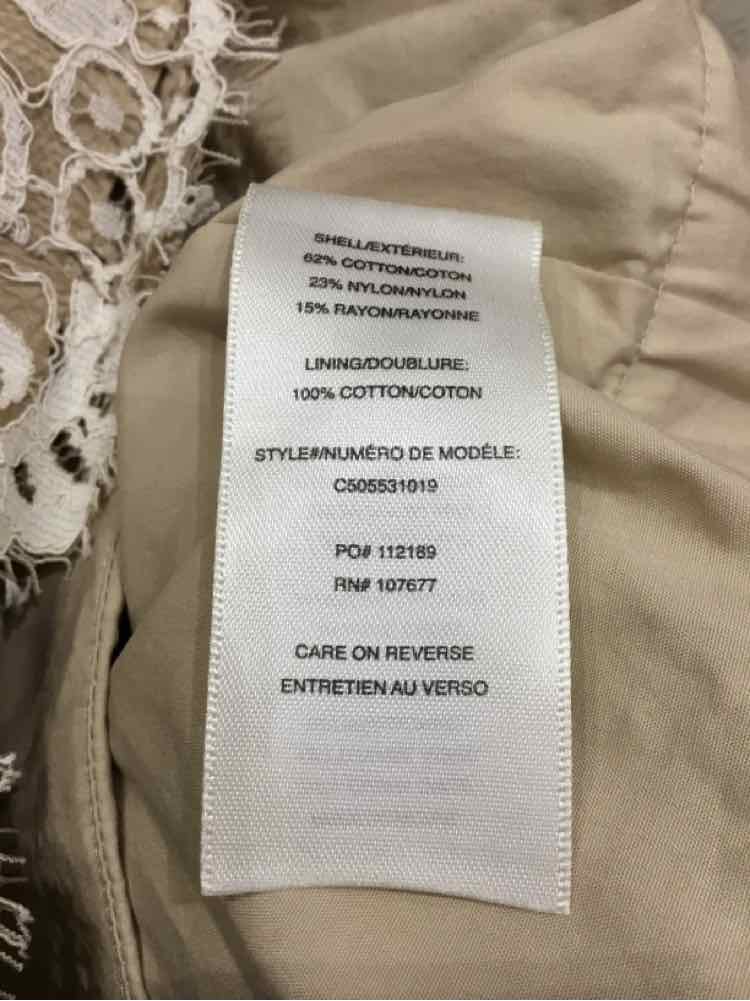 SHELL/EXTÉRIEUR:
62% COTTON/COTON
23% NYLON/NYLON
15% RAYON/RAYONNE
LINING/DOUBLURE:
100% COTTON/COTON
STYLE#/NUMÉRO DE MODÉLE:
C505531019
PO# 112189
RN# 107677
CARE ON REVERSE
ENTRETIEN AU VERSO